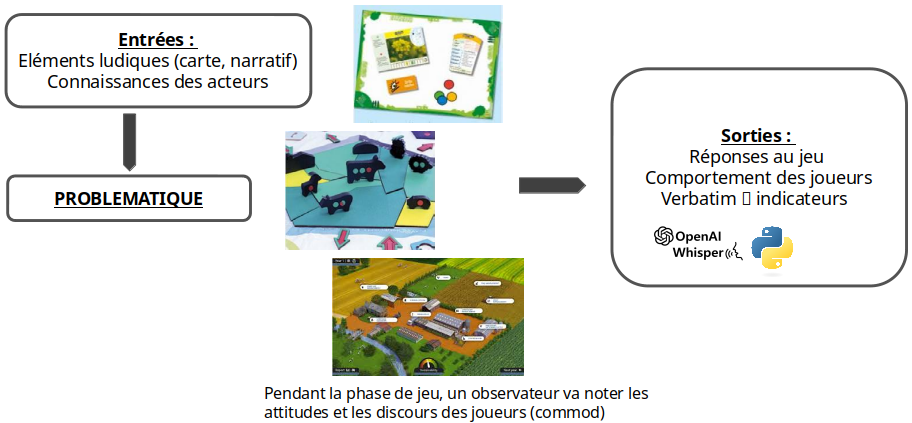 Entrées :
Eléments ludiques (carte, narratif)
Connaissances des acteurs
PROBLEMATIQUE
Sorties :
Réponses au jeu
Comportement des joueurs
Verbatim ▯ indicateurs
OpenAI
Whisper
Pendant la phase de jeu, un observateur va noter les
attitudes et les discours des joueurs (commod)